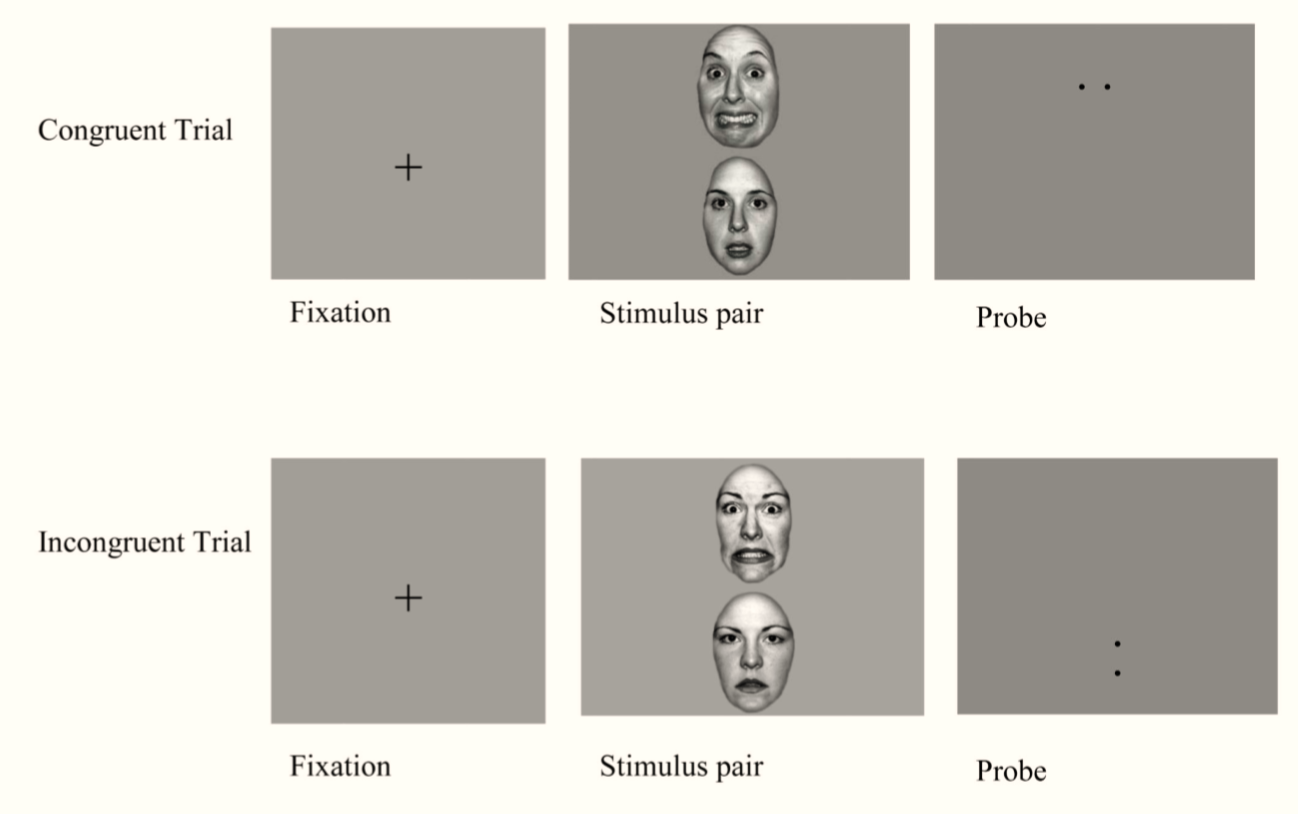 Congruent Trial
Fixation
Stimulus pair
Probe
Incongruent Trial
Fixation
Stimulus pair
Probe